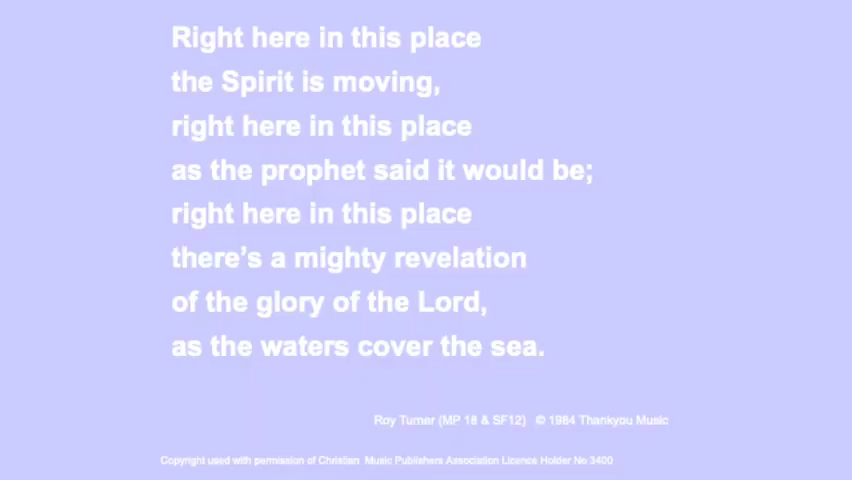 Right here in this place
the Spirit is moving,
right here in this place
as the prophet said it would be;
right here in this place
there’s a mighty revelation
of the glory of the Lord,
as the waters cover the sea.
Roy Turner (MP 18 & SF12) © 1984 Thankyou Music
Copyright used with permission of Christian Music Publishers Association Licence Holder No 3400